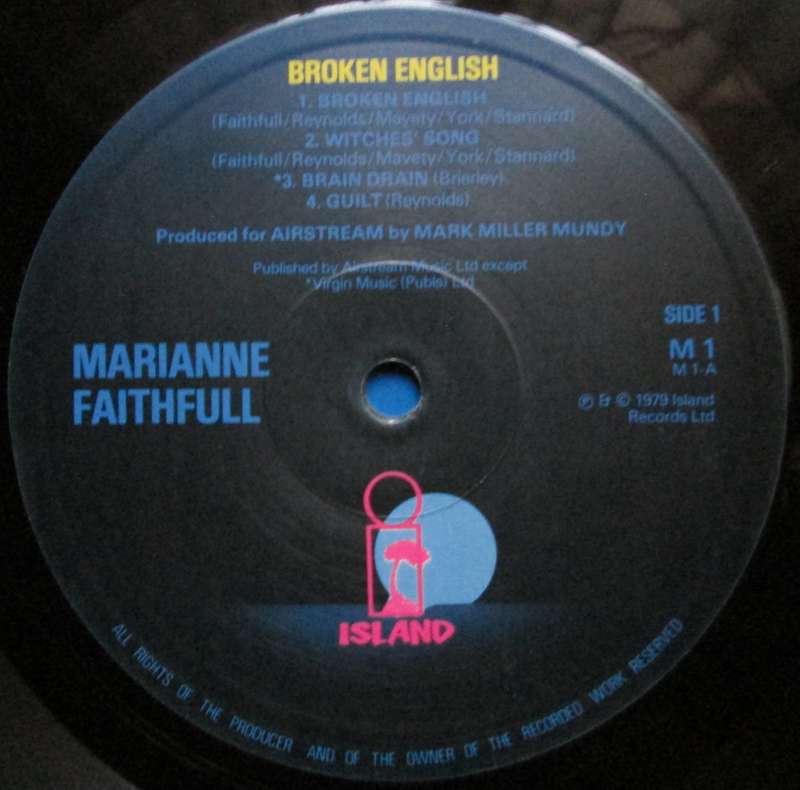 BROKEN ENGLISH
1. BROKEN ENGLISH
(Faithfull/Reynolds/Mavety/York/Stannard)
2. WITCHES' SONG
(Faithfull/Reynolds/Mavety/York/Stannard)
*3. BRAIN DRAIN (Brierley)
4. GUILT (Reynolds)
Produced for AIRSTREAM by MARK MILLER MUNDY
Published by Airstream Music Ltd except
*Virgin Music (Publs) Ltd
SIDE 1
M 1
M 1-A
℗ & © 1979 Island
Records Ltd
MARIANNE
FAITHFULL
ISLAND
ALL RIGHTS OF THE PRODUCER AND OF THE OWNER OF THE RECORDED WORK RESERVED